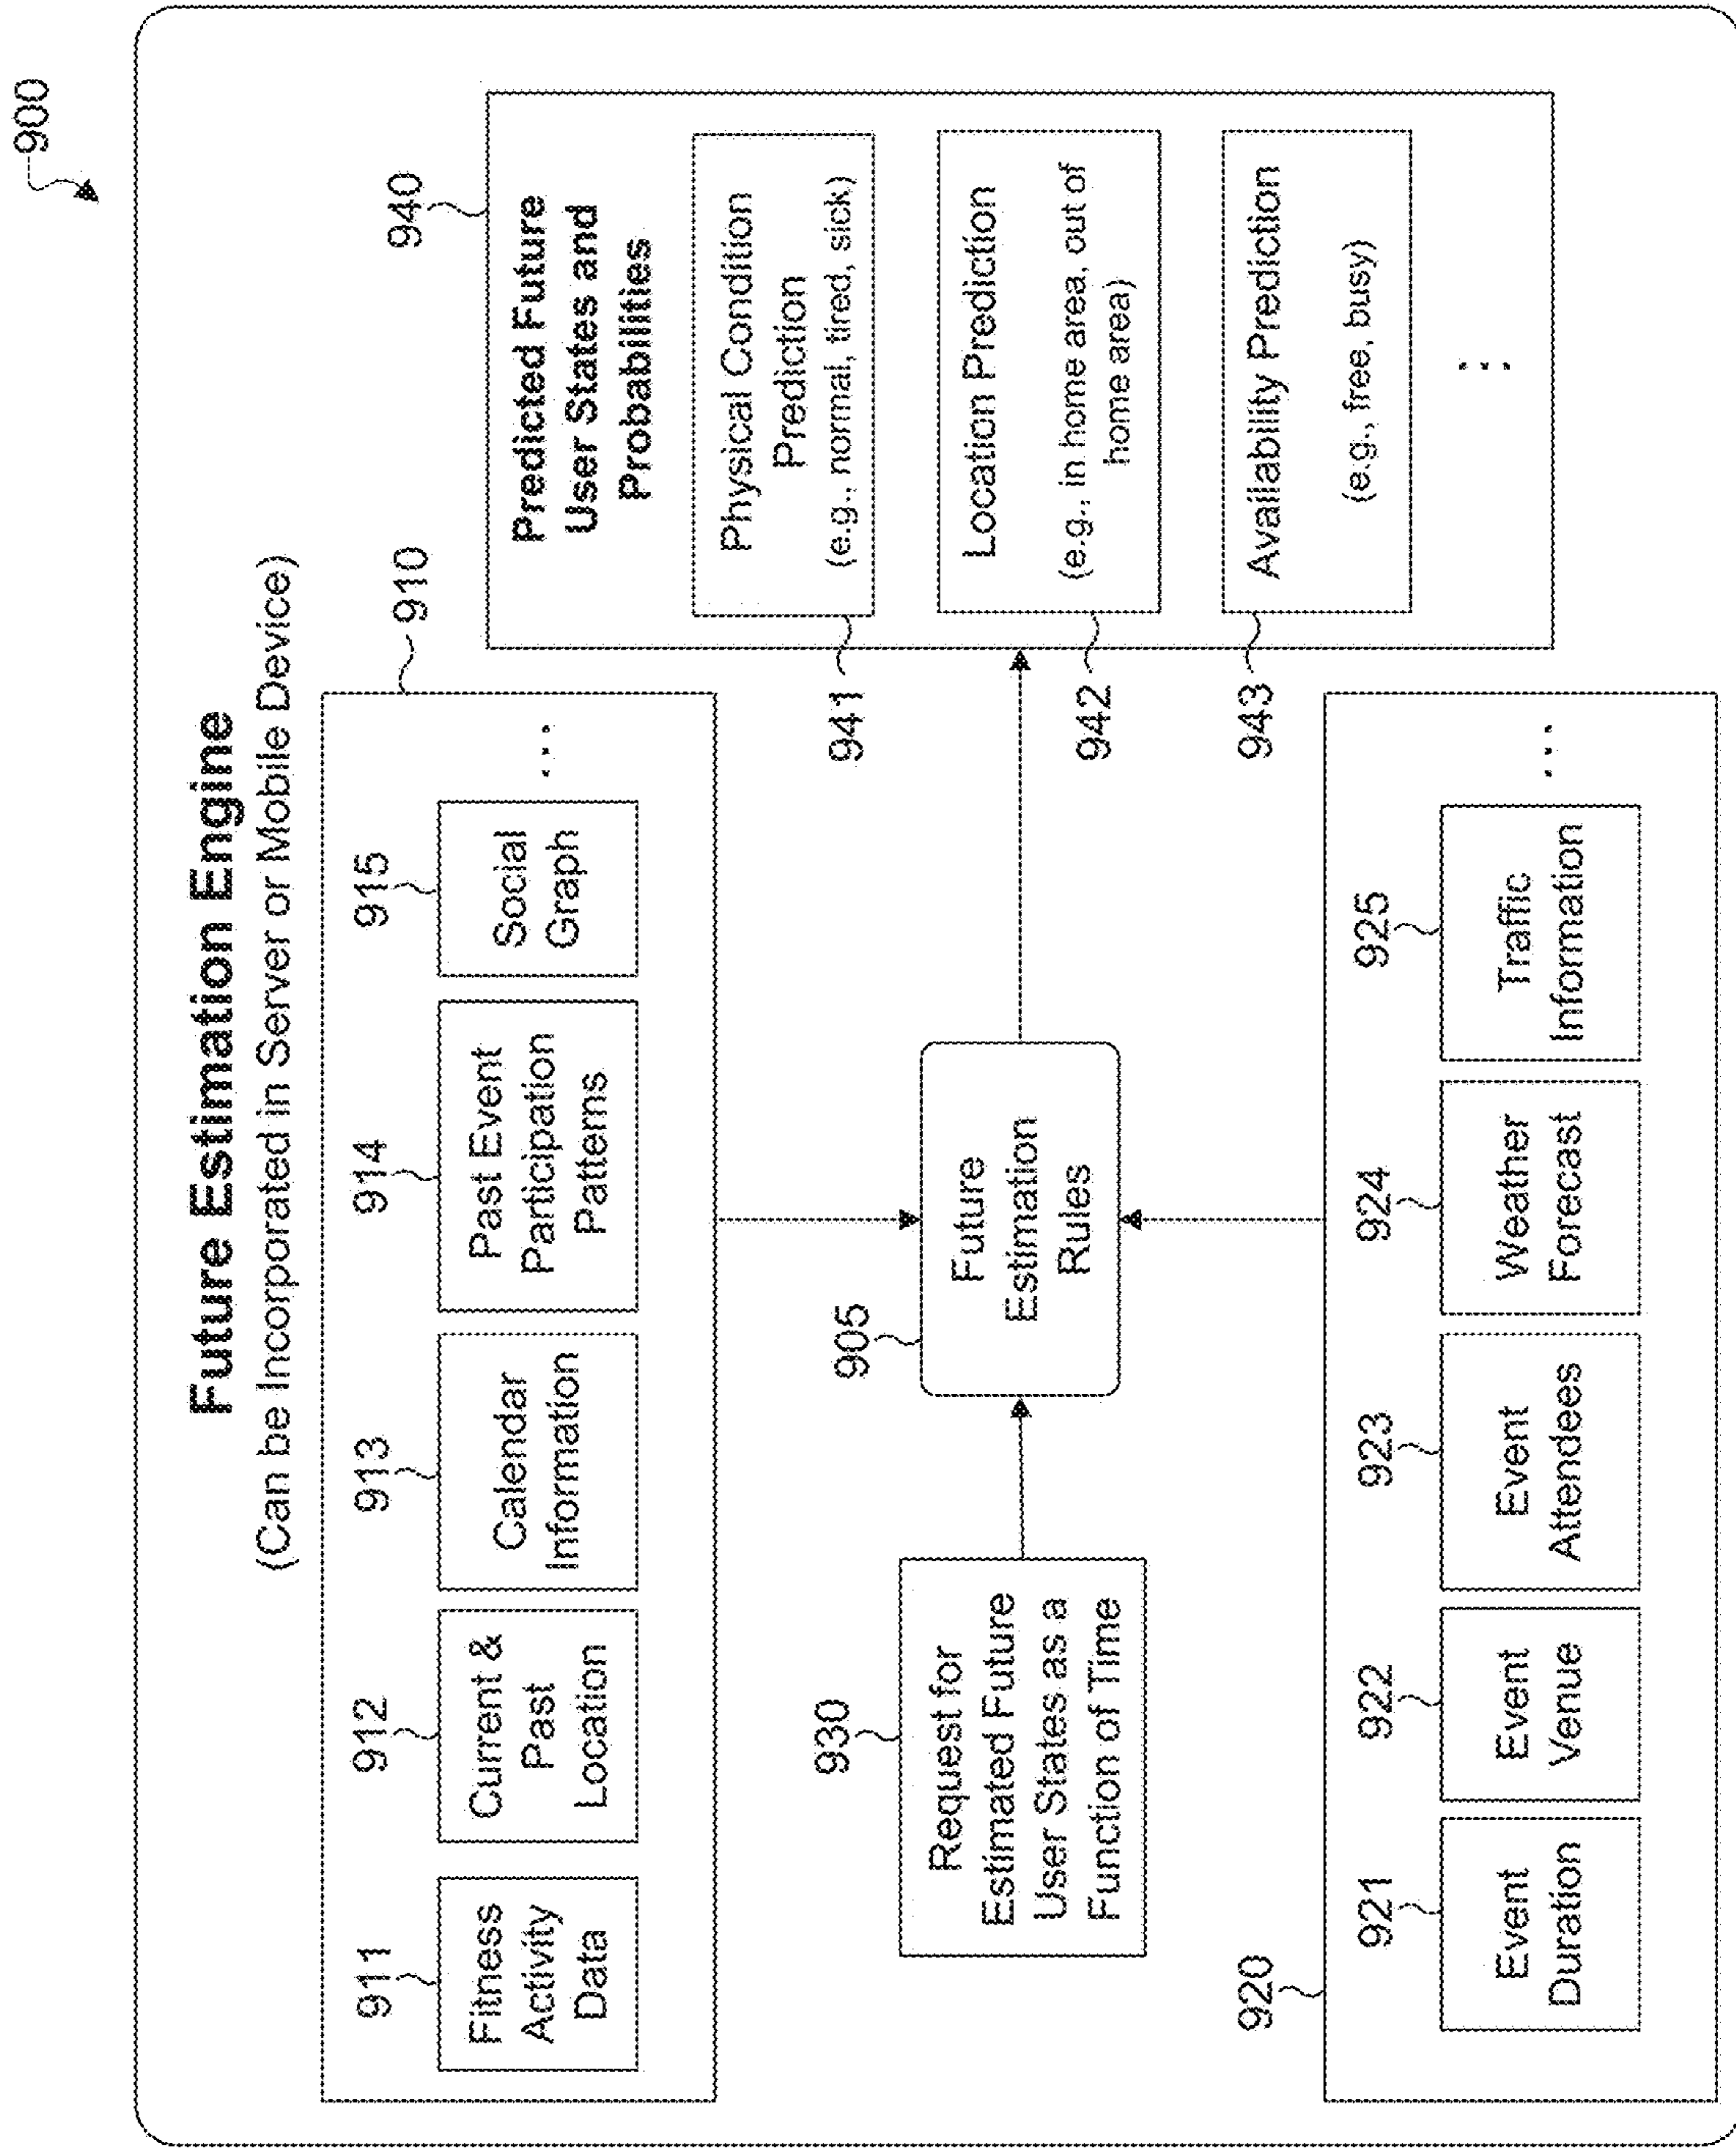 900
Future Estimation Engine
(Can be Incorporated in Server or Mobile Device)
910
911
Fitness
Activity
Data
912
Current &
Past
Location
913
Calendar
Information
914
Past Event
Participation
Patterns
915
Social
Graph
...
930
Request for
Estimated Future
User States as a
Function of Time
905
Future
Estimation
Rules
920
921
Event
Duration
922
Event
Venue
923
Event
Attendees
924
Weather
Forecast
925
Traffic
Information
...
940
Predicted Future
User States and
Probabilities
941
Physical Condition
Prediction
(e.g., normal, tired, sick)
942
Location Prediction
(e.g., in home area, out of
home area)
943
Availability Prediction
(e.g., free, busy)
...